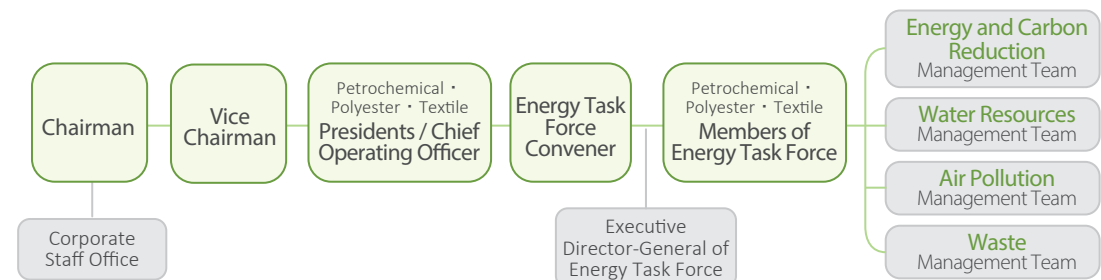 Chairman
Corporate
Staff Office
Vice
Chairman
Petrochemical・
Polyester・Textile
Presidents / Chief
Operating Officer
Energy Task
Force
Convener
Executive
Director-General of
Energy Task Force
Petrochemical・
Polyester・Textile
Members of
Energy Task Force
Energy and Carbon
Reduction
Management Team
Water Resources
Management Team
Air Pollution
Management Team
Waste
Management Team